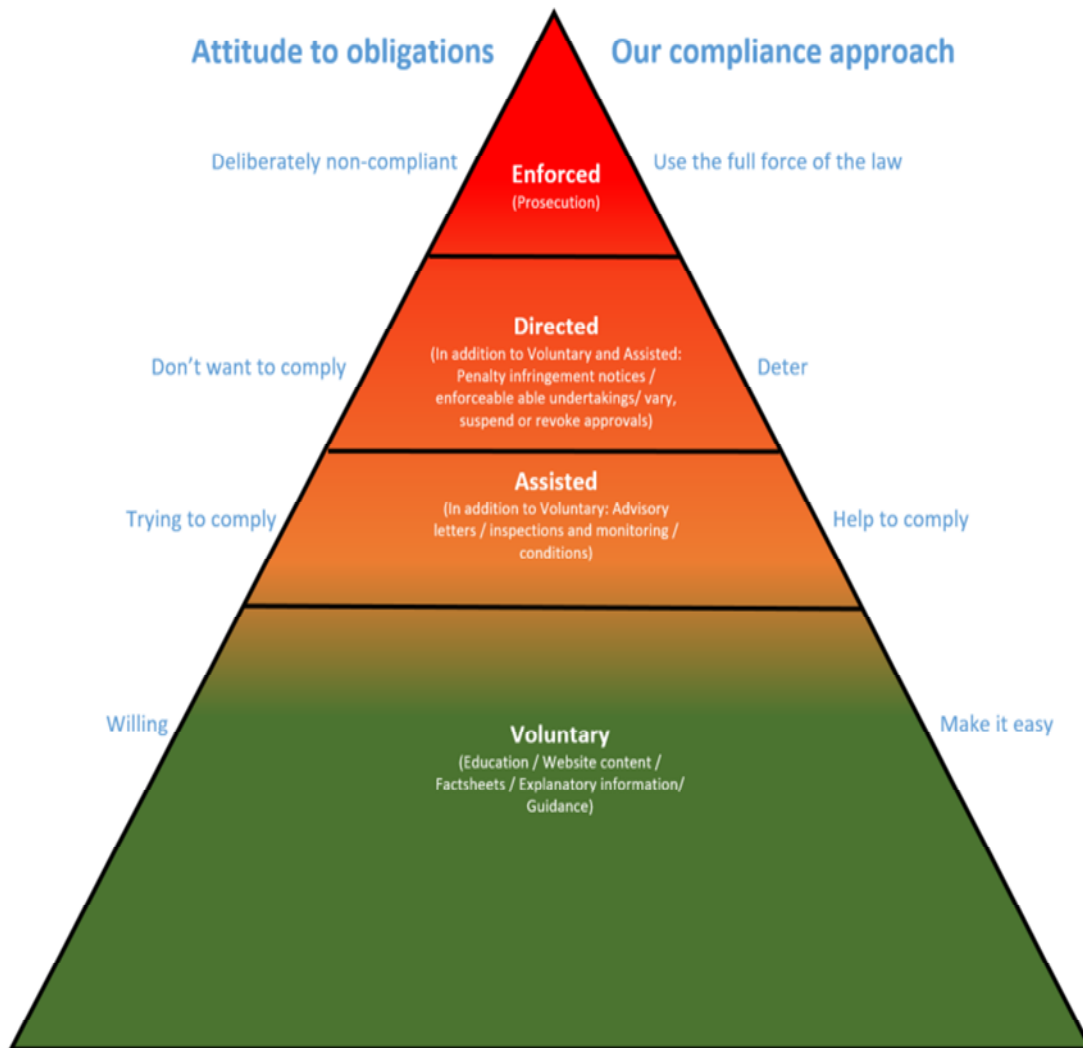 Attitude to obligations
Our compliance approach
Deliberately non-compliant
Enforced
(Prosecution)
Use the full force of the law
Don't want to comply
Directed
(In addition to Voluntary and Assisted:
Penalty infringement notices /
enforceable able undertakings/ vary,
suspend or revoke approvals)
Deter
Trying to comply
Assisted
(In addition to Voluntary: Advisory
letters / inspections and monitoring /
conditions)
Help to comply
Willing
Voluntary
(Education / Website content /
Factsheets / Explanatory information/
Guidance)
Make it easy